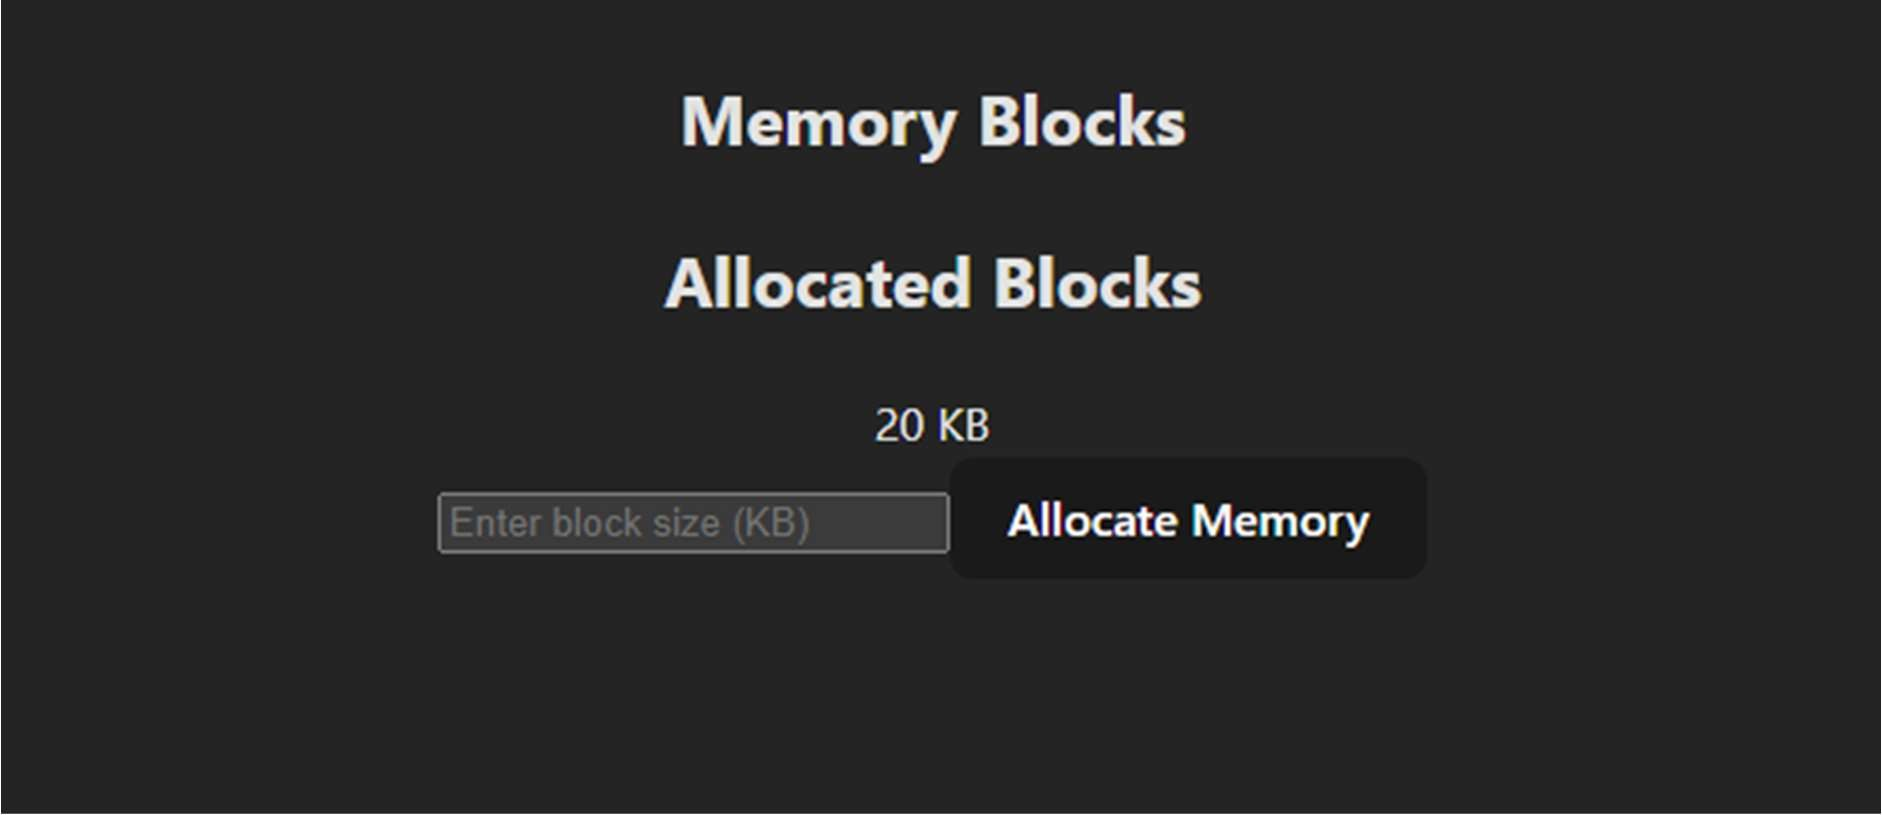 Memory Blocks
Allocated Blocks
20 KB
Enter block size (KB)
Allocate Memory